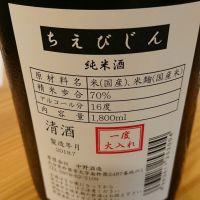 ちえびじん
純米酒
原材料名 米(国産)、米麹(国産米)
精米歩合 70%
アルコール分 16度
内容量 1,800ml
清酒
製造年月
2019.7
一度
火入れ
中野酒造